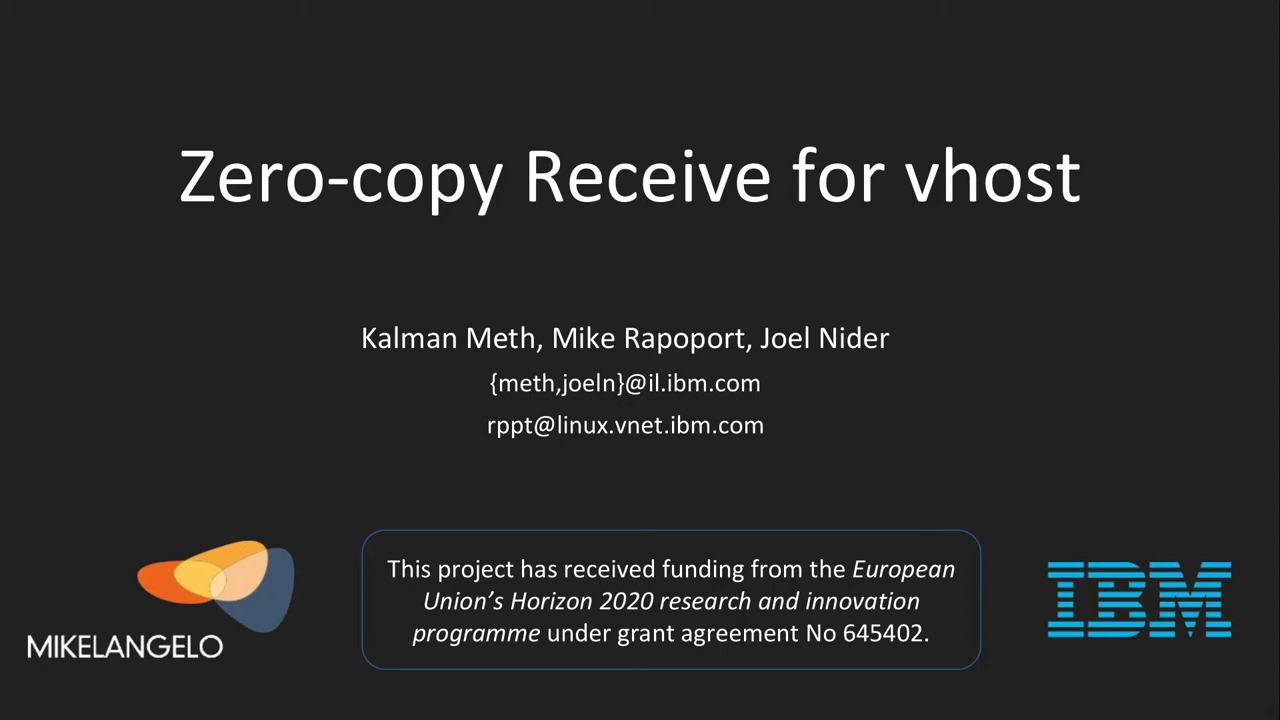 Zero-copy Receive for vhost
Kalman Meth, Mike Rapoport, Joel Nider
{meth,joeln}@il.ibm.com
rppt@linux.vnet.ibm.com
This project has received funding from the European
Union’s Horizon 2020 research and innovation
programme under grant agreement No 645402.
MIKELANGELO
IBM